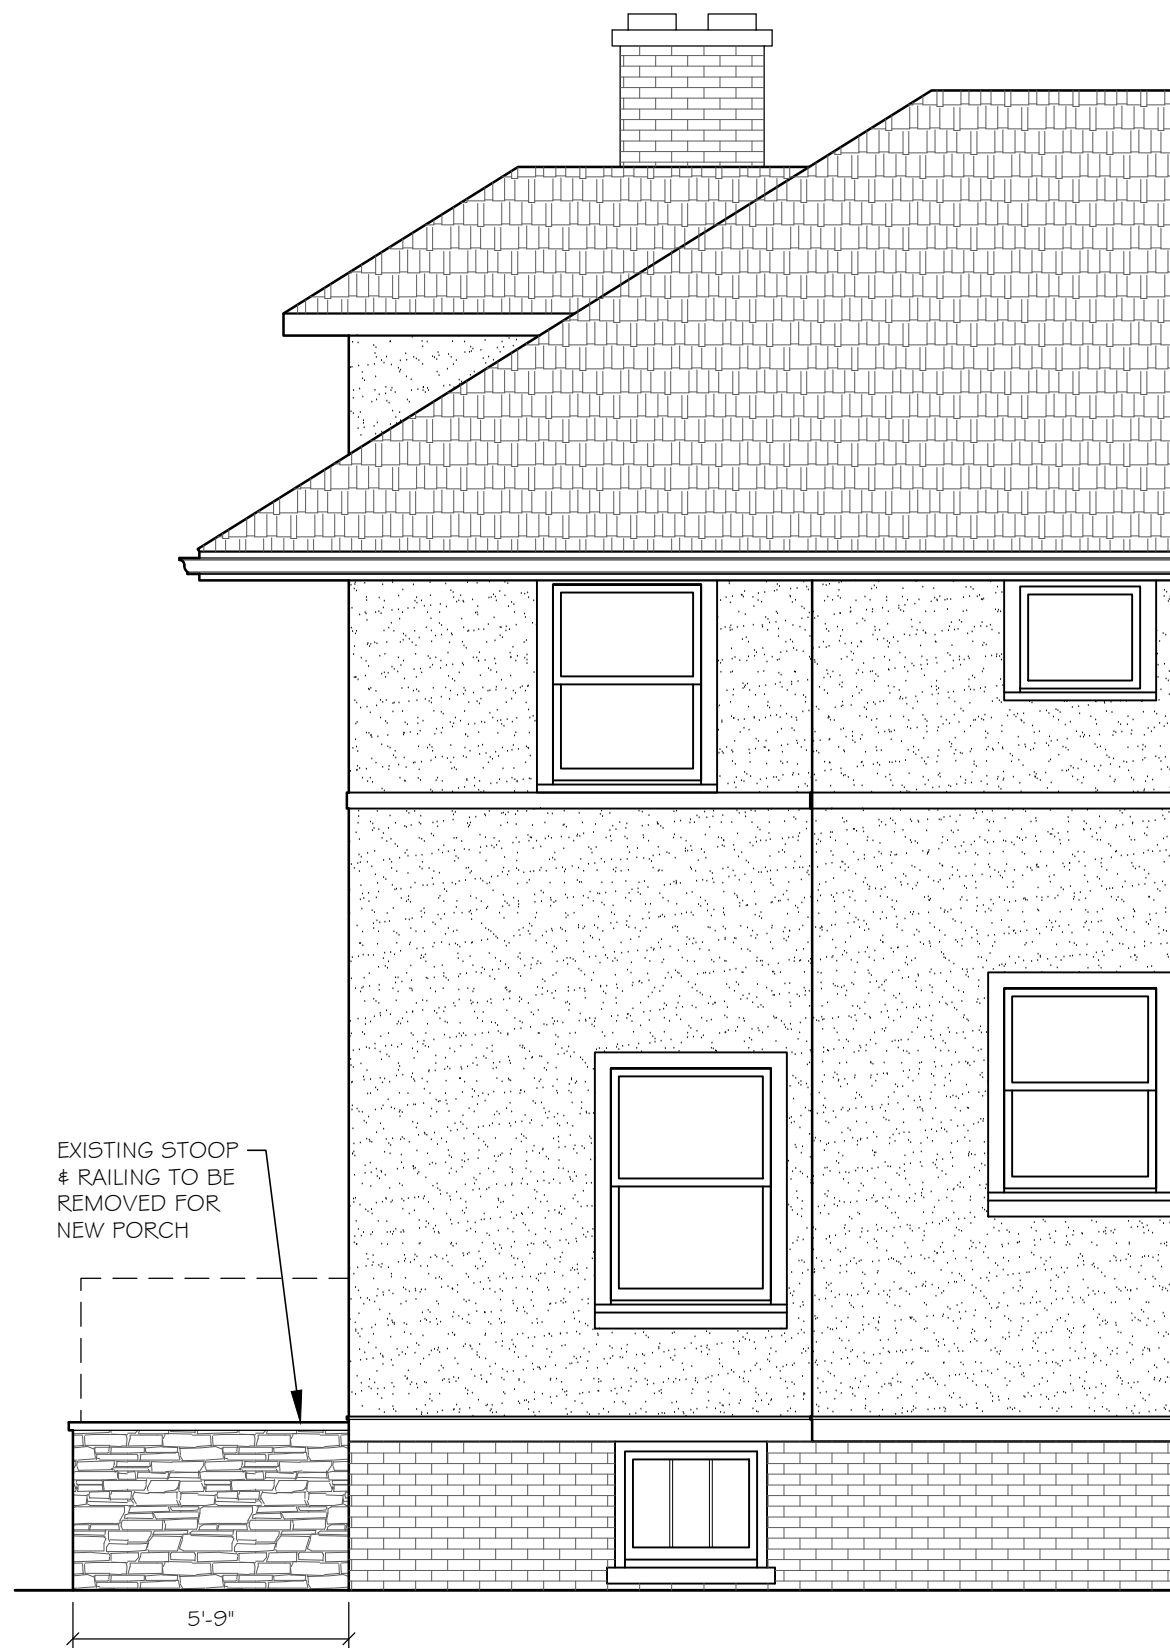 EXISTING STOOP
& RAILING TO BE
REMOVED FOR
NEW PORCH
5'-9"